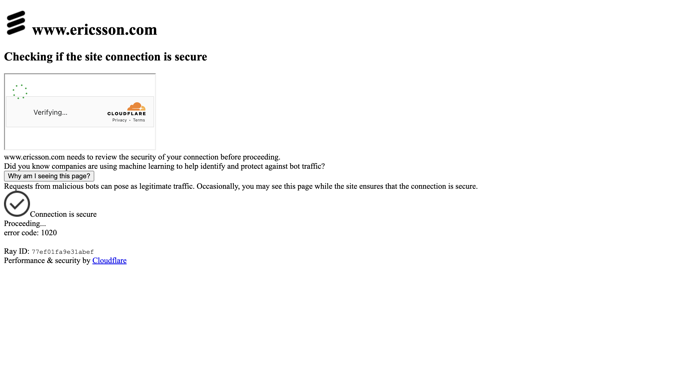 www.ericsson.com
Checking if the site connection is secure
Verifying...
CLOUDFLARE
Privacy • Terms
www.ericsson.com needs to review the security of your connection before proceeding.
Did you know companies are using machine learning to help identify and protect against bot traffic?
Why am I seeing this page?
Requests from malicious bots can pose as legitimate traffic. Occasionally, you may see this page while the site ensures that the connection is secure.
Connection is secure
Proceeding...
error code: 1020
Ray ID: 77ef01fa9e31abef
Performance & security by Cloudflare